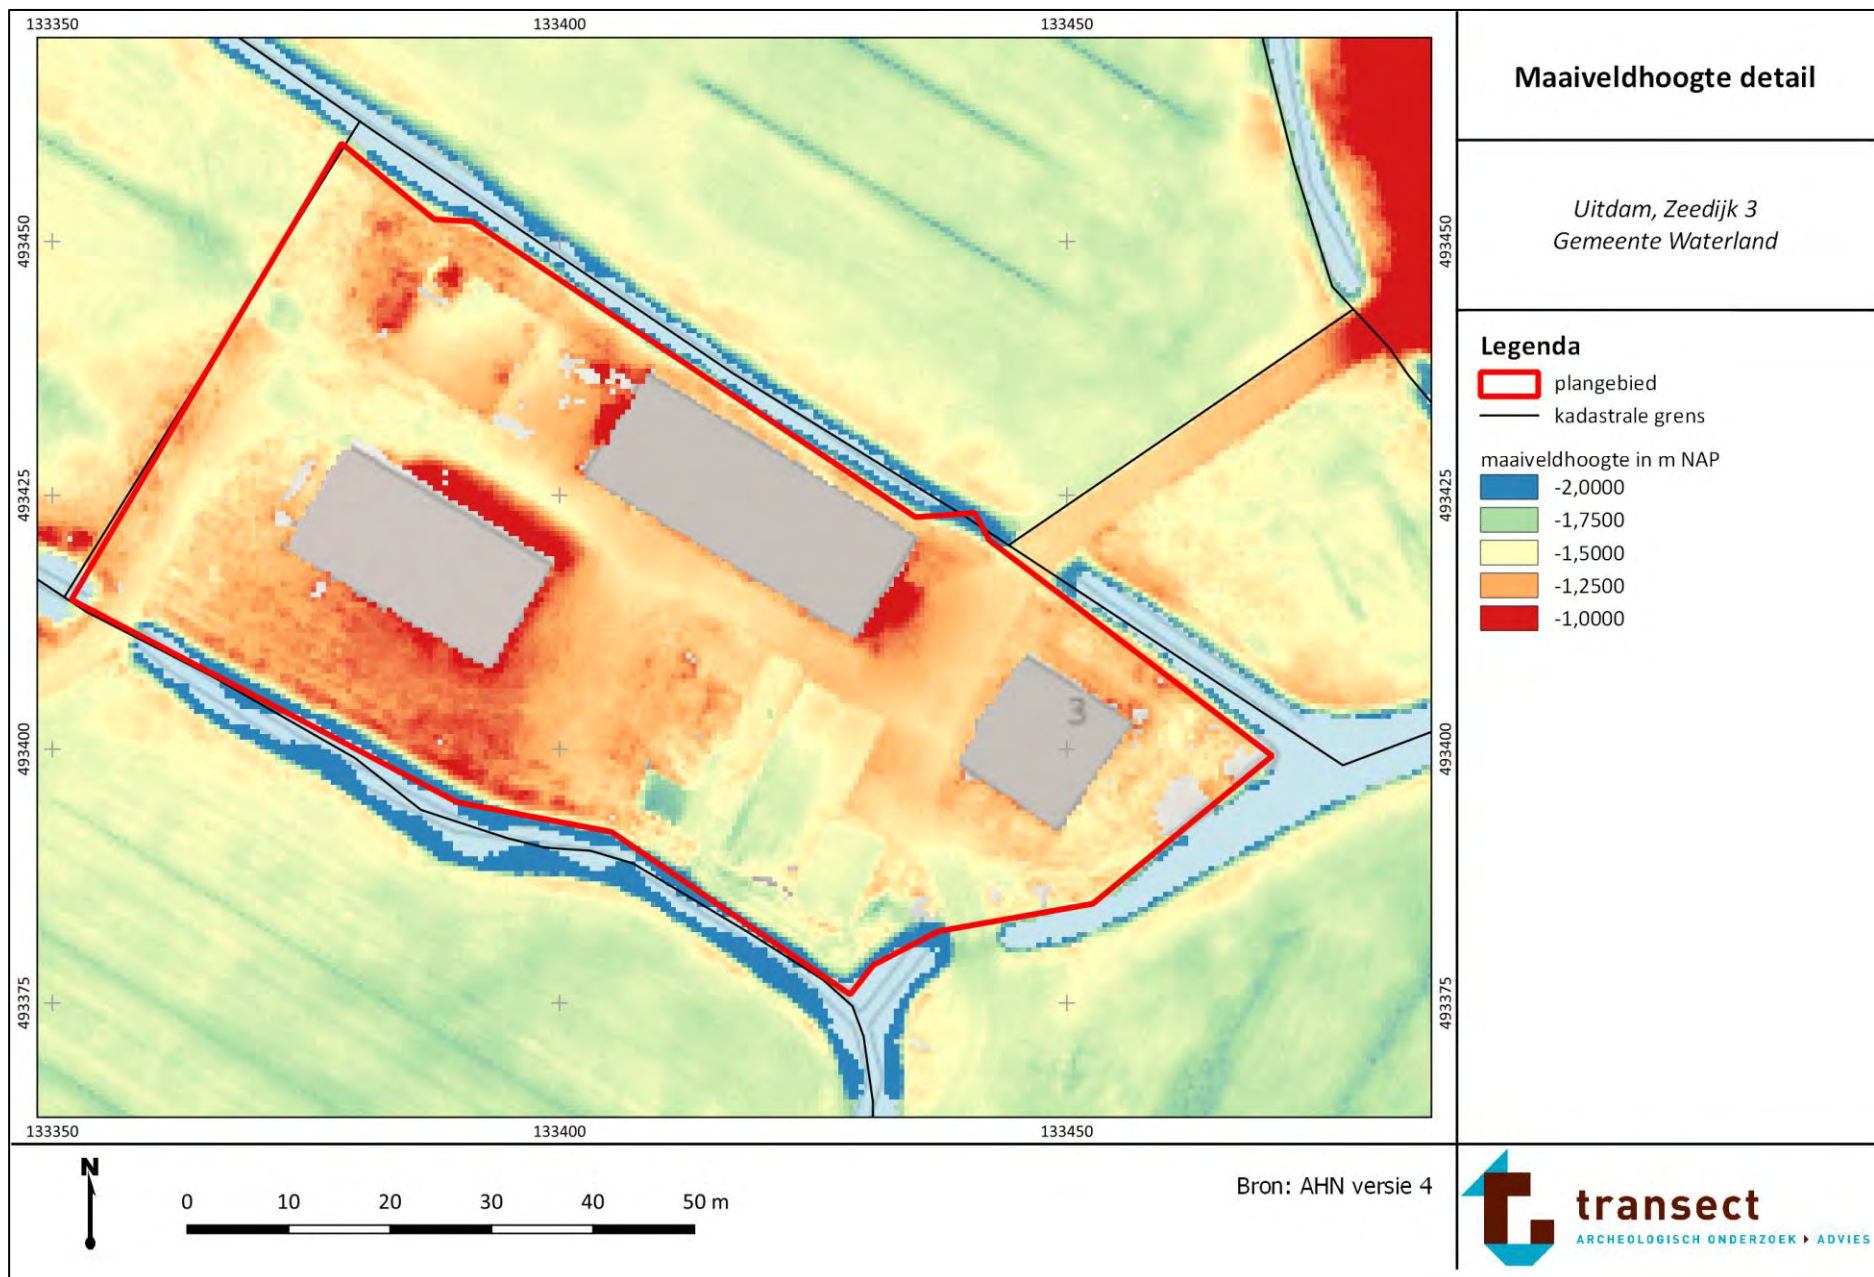 133350
133400
133450
Maaiveldhoogte detail
Uitdam, Zeedijk 3
Gemeente Waterland
493450
493450
Legenda
plangebied
kadastrale grens
maaiveldhoogte in m NAP
-2,0000
-1,7500
-1,5000
-1,2500
-1,0000
493425
493425
3
493400
493400
493375
493375
133350
133400
133450
N
0 10 20 30 40 50 m
Bron: AHN versie 4
transect
ARCHEOLOGISCH ONDERZOEK ▸ ADVIES